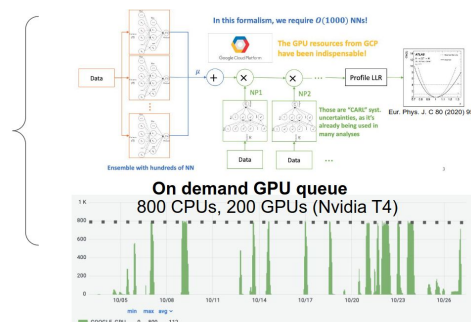 In this formalism, we require O(1000) NNs!
Google Cloud Platform
The GPU resources from GCP
have been indispensable!
Data
μ
+
×
×
Profile LLR
ATLAS
NP1
NP2
Eur. Phys. J. C 80 (2020) 9
Those are "CARL" syst.
uncertainties, as it's
already being used in
many analyses
Ensemble with hundreds of NN
Data
Data
On demand GPU queue
800 CPUs, 200 GPUs (Nvidia T4)
1 K
800
600
400
200
0
10/05 10/08 10/11 10/14 10/17 10/20 10/23 10/26
min max avg